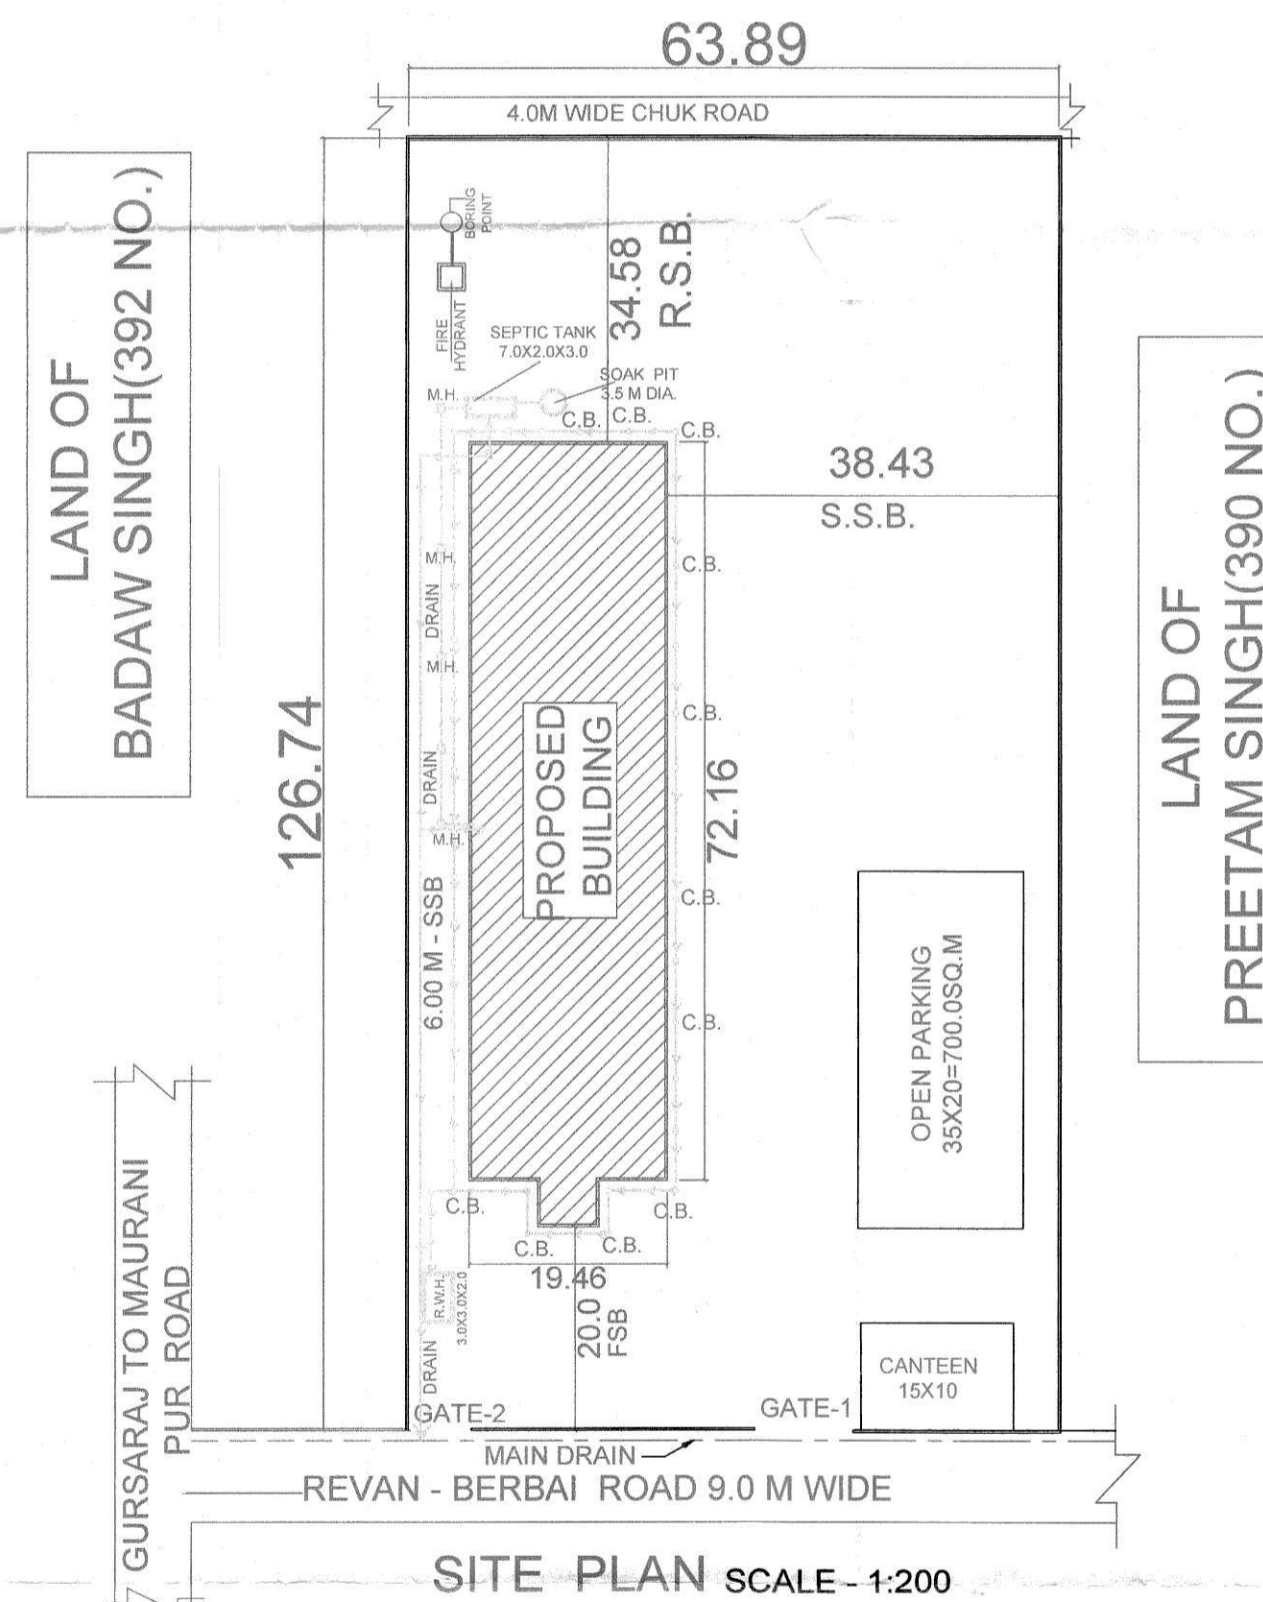 63.89
4.0M WIDE CHUK ROAD
LAND OF
BADAW SINGH(392 NO.)
BORING
POINT
FIRE
HYDRANT
34.58
R.S.B.
SEPTIC TANK
7.0X2.0X3.0
SOAK PIT
3.5 M DIA.
M.H.
C.B.
C.B.
C.B.
38.43
S.S.B.
M.H.
C.B.
DRAIN
M.H.
LAND OF
PREETAM SINGH(390 NO.)
C.B.
126.74
PROPOSED
BUILDING
72.16
DRAIN
M.H.
6.00 M - SSB
C.B.
C.B.
OPEN PARKING
35X20=700.0SQ.M
C.B.
C.B.
C.B.
C.B.
19.46
20.0
FSB
R.W.H.
3.0X3.0X2.0
DRAIN
CANTEEN
15X10
GATE-2
GATE-1
MAIN DRAIN
REVAN - BERBAI ROAD 9.0 M WIDE
GURSARAJ TO MAURANI
PUR ROAD
SITE PLAN SCALE - 1:200